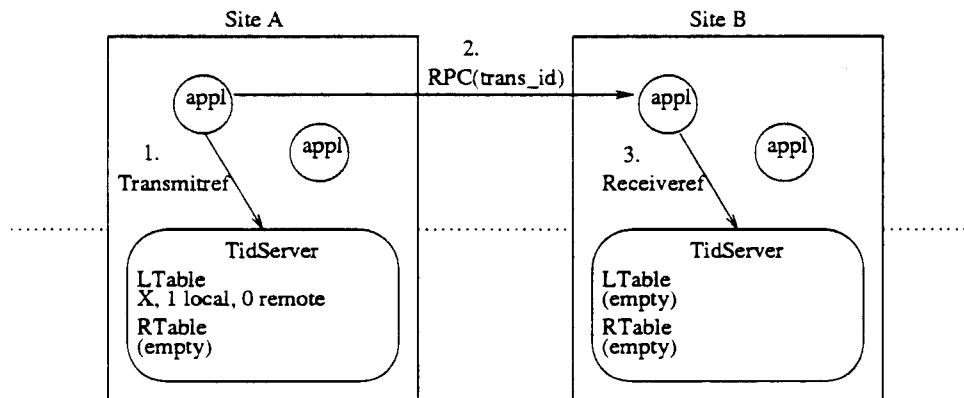 Site A
Site B
2.
RPC(trans_id)
appl
appl
appl
appl
1.
Transmitref
3.
Receiveref
TidServer
LTable
X, 1 local, 0 remote
RTable
(empty)
TidServer
LTable
(empty)
RTable
(empty)